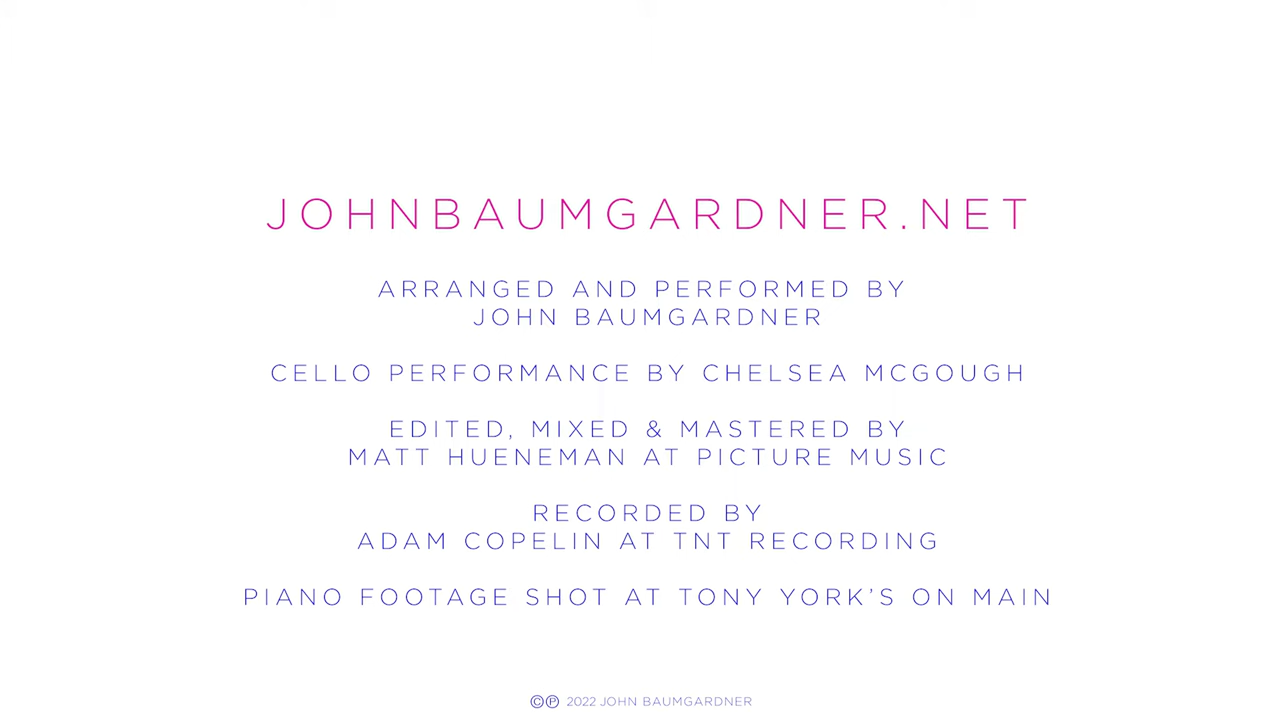 JOHNBAUMGARDNER.NET
ARRANGED AND PERFORMED BY
JOHN BAUMGARDNER
CELLO PERFORMANCE BY CHELSEA MCGOUGH
EDITED, MIXED & MASTERED BY
MATT HUENEMAN AT PICTURE MUSIC
RECORDED BY
ADAM COPELIN AT TNT RECORDING
PIANO FOOTAGE SHOT AT TONY YORK’S ON MAIN
©℗ 2022 JOHN BAUMGARDNER